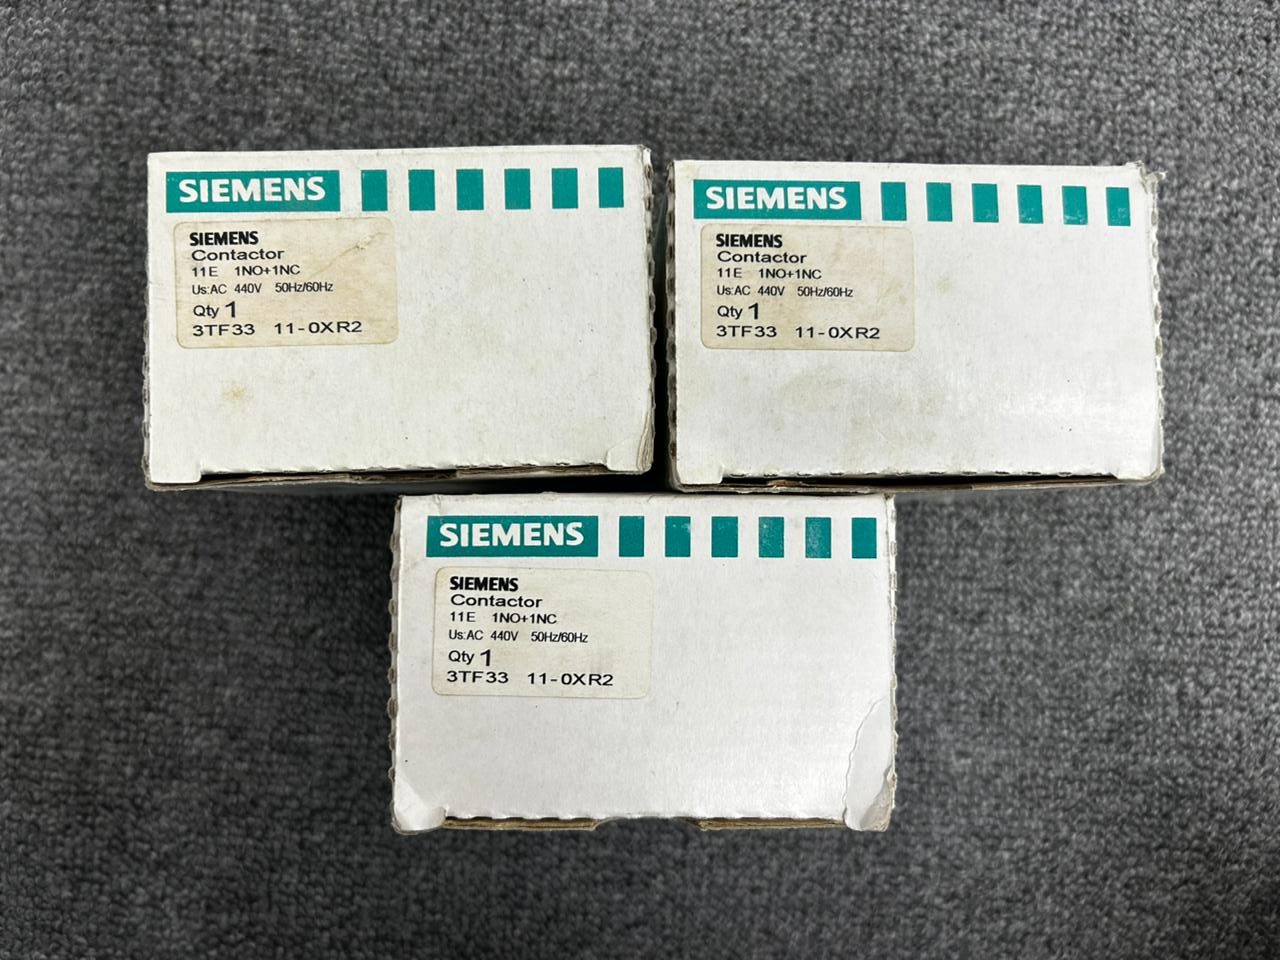 SIEMENS
SIEMENS
Contactor
11E 1NO+1NC
Us:AC 440V 50Hz/60Hz
Qty 1
3TF33 11-0XR2
SIEMENS
SIEMENS
Contactor
11E 1NO+1NC
Us:AC 440V 50Hz/60Hz
Qty 1
3TF33 11-0XR2
SIEMENS
SIEMENS
Contactor
11E 1NO+1NC
Us:AC 440V 50Hz/60Hz
Qty 1
3TF33 11-0XR2